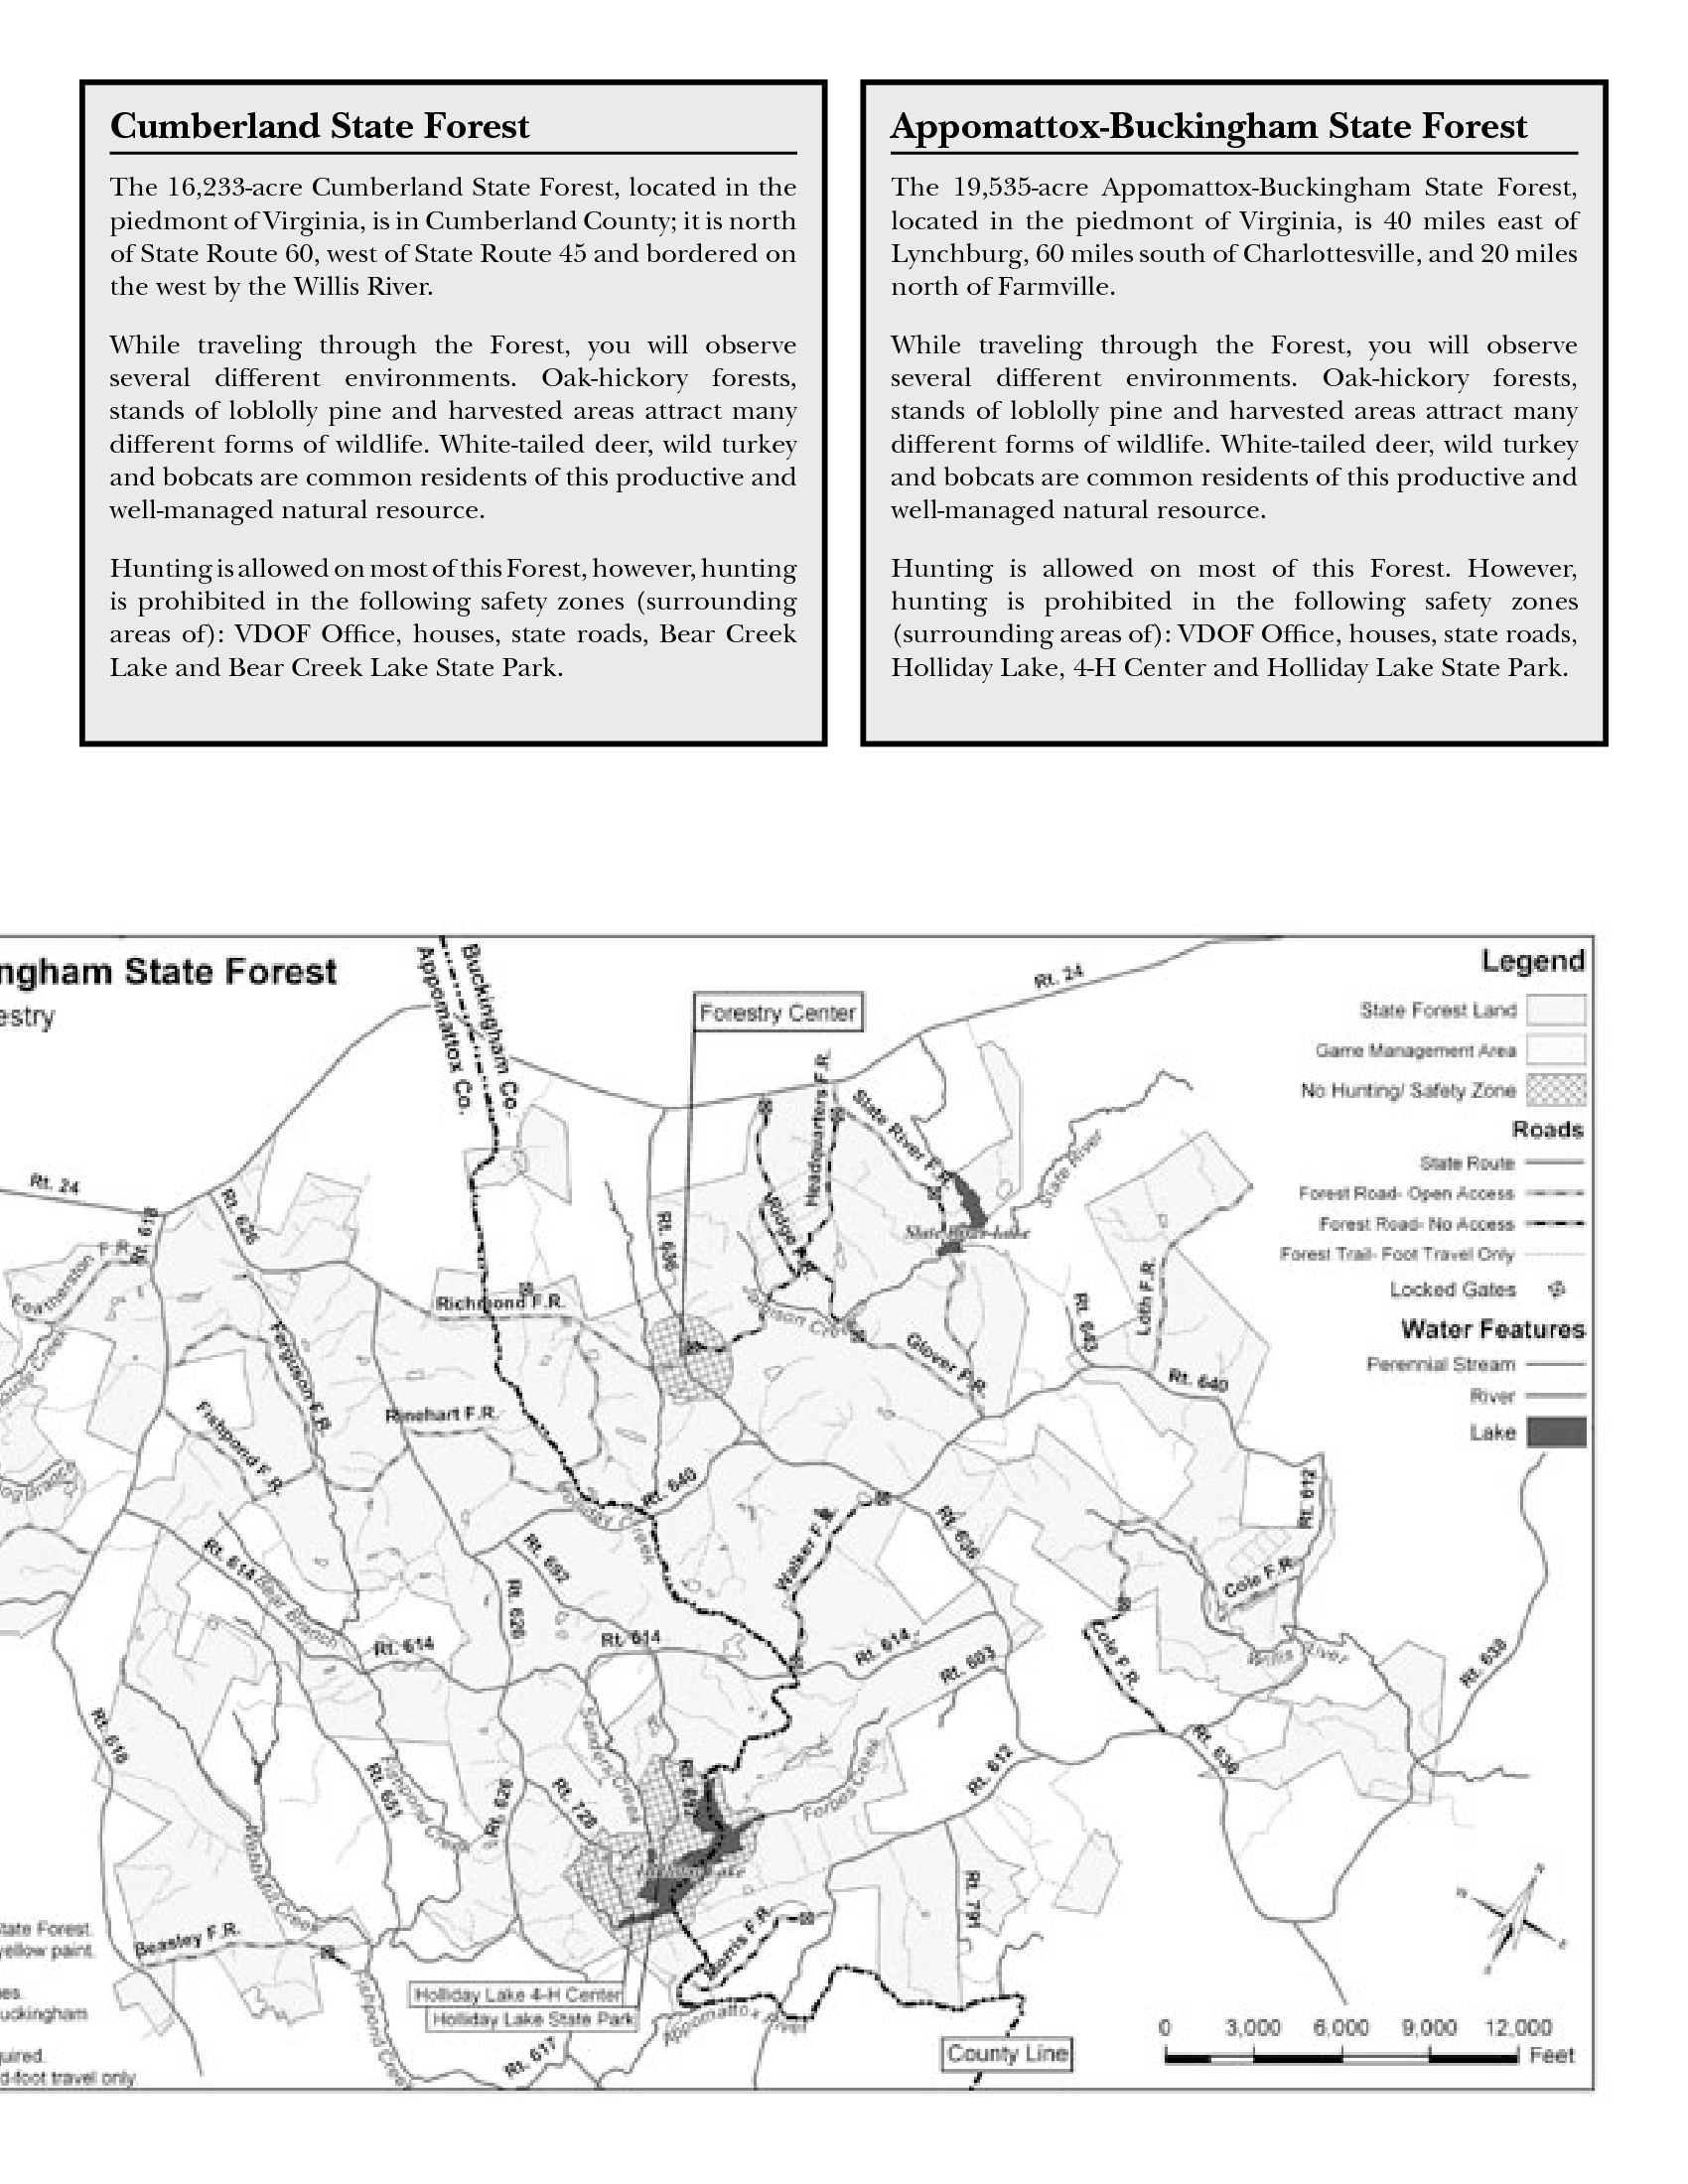 Cumberland State Forest
The 16,233-acre Cumberland State Forest, located in the
piedmont of Virginia, is in Cumberland County; it is north
of State Route 60, west of State Route 45 and bordered on
the west by the Willis River.
While traveling through the Forest, you will observe
several different environments. Oak-hickory forests,
stands of loblolly pine and harvested areas attract many
different forms of wildlife. White-tailed deer, wild turkey
and bobcats are common residents of this productive and
well-managed natural resource.
Hunting is allowed on most of this Forest, however, hunting
is prohibited in the following safety zones (surrounding
areas of): VDOF Office, houses, state roads, Bear Creek
Lake and Bear Creek Lake State Park.
Appomattox-Buckingham State Forest
The 19,535-acre Appomattox-Buckingham State Forest,
located in the piedmont of Virginia, is 40 miles east of
Lynchburg, 60 miles south of Charlottesville, and 20 miles
north of Farmville.
While traveling through the Forest, you will observe
several different environments. Oak-hickory forests,
stands of loblolly pine and harvested areas attract many
different forms of wildlife. White-tailed deer, wild turkey
and bobcats are common residents of this productive and
well-managed natural resource.
Hunting is allowed on most of this Forest. However,
hunting is prohibited in the following safety zones
(surrounding areas of): VDOF Office, houses, state roads,
Holliday Lake, 4-H Center and Holliday Lake State Park.
ngham State Forest
estry
Buckingham Co.
Appomattox Co.
Forestry Center
Rt. 24
Legend
State Forest Land
Game Management Area
No Hunting/ Safety Zone
Roads
State Route
Forest Road- Open Access
Forest Road- No Access
Forest Trail- Foot Travel Only
Locked Gates
Water Features
Perennial Stream
River
Lake
Rt. 24
Rt. 618
Rt. 626
Featherston F.R.
Headquarters F.R.
State River F.R.
State River
Ridge F.R.
Rt. 636
Richmond F.R.
Glover F.R.
Rt. 643
Loth F.R.
Rt. 640
Ferguson F.R.
Fishpond F.R.
Rinehart F.R.
Rt. 640
Rt. 612
Walker F.R.
Rt. 636
Rt. 692
Rt. 614
Bear Branch
Rt. 626
Rt. 614
Rt. 614
Rt. 614
Rt. 603
Cole F.R.
Cole F.R.
Willis River
Rt. 638
Rt. 618
Sanders Creek
Rt. 636
Rt. 612
Rt. 651
Fishpond Creek
Rt. 626
Rt. 728
Rt. 612
Forbes Creek
Rt. 791
Beasley F.R.
Morris F.R.
Fishpond Creek
Holliday Lake 4-H Center
Holliday Lake State Park
Appomattox River
Rt. 617
County Line
tate Forest.
yellow paint.
es.
uckingham
uired.
d-foot travel only.
N
W
E
S
0 3,000 6,000 9,000 12,000
Feet